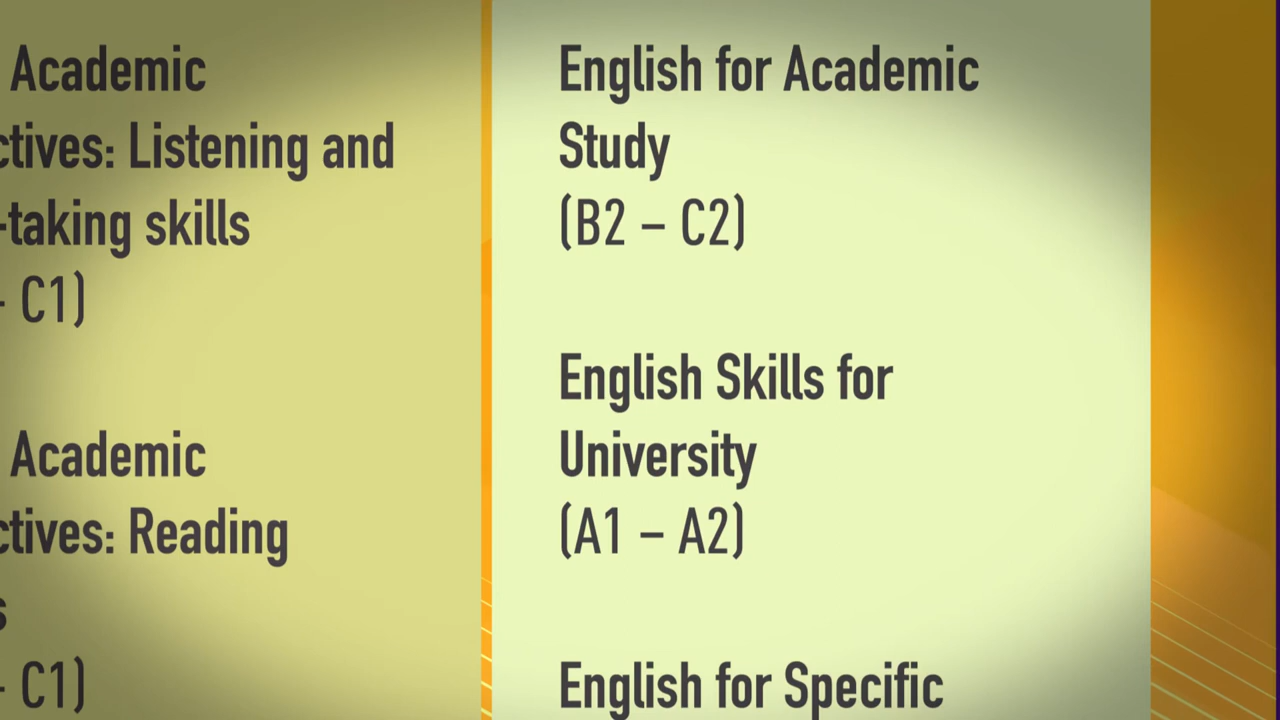 Academic
ctives: Listening and
-taking skills
- C1)
Academic
ctives: Reading
s
- C1)
English for Academic
Study
(B2 – C2)
English Skills for
University
(A1 – A2)
English for Specific